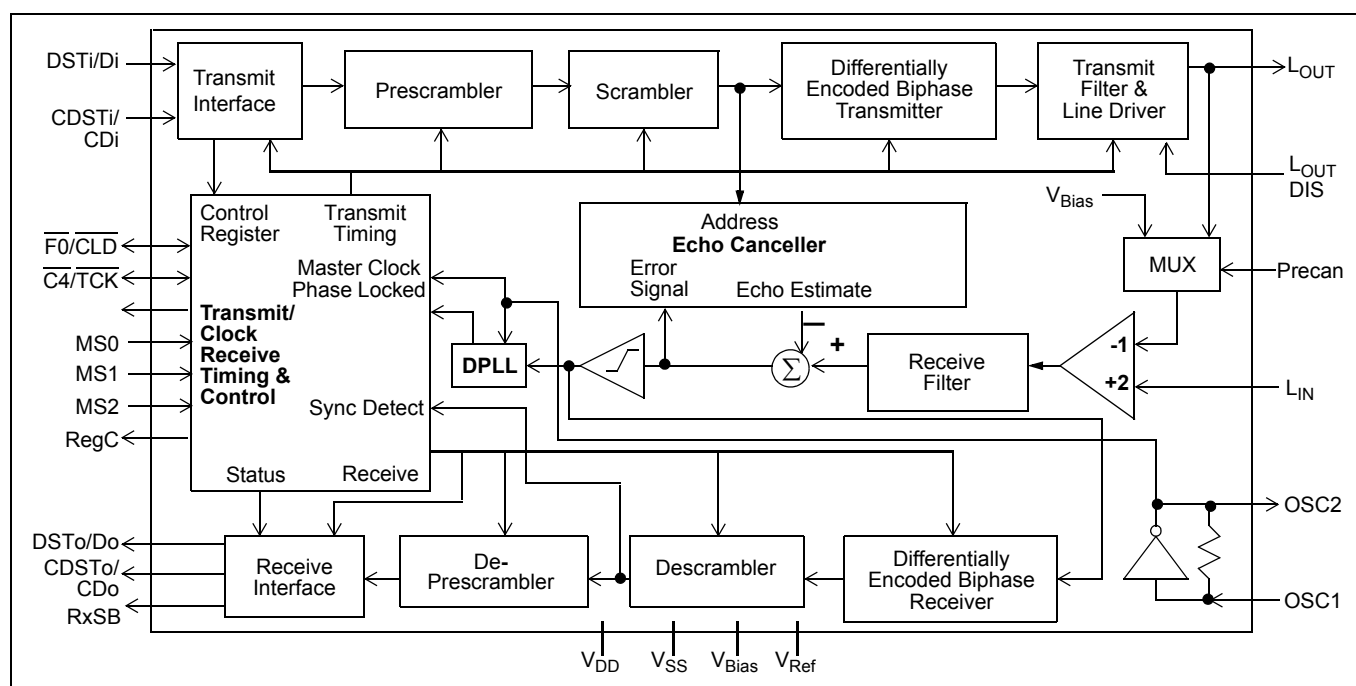 DSTi/Di
CDSTi/
CDi
Transmit
Interface
Prescrambler
Scrambler
Differentially
Encoded Biphase
Transmitter
Transmit
Filter &
Line Driver
LOUT
LOUT
DIS
VBias
Control
Register
Transmit
Timing
Address
Echo Canceller
Error
Signal
Echo Estimate
MUX
Precan
F0/CLD
C4/TCK
Master Clock
Phase Locked
Transmit/
Clock
Receive
Timing &
Control
MS0
MS1
MS2
RegC
DPLL
Σ
–
+
Receive
Filter
-1
+2
LIN
Sync Detect
Status
Receive
DSTo/Do
CDSTo/
CDo
RxSB
Receive
Interface
De-
Prescrambler
Descrambler
Differentially
Encoded Biphase
Receiver
OSC2
OSC1
VDD
VSS
VBias
VRef